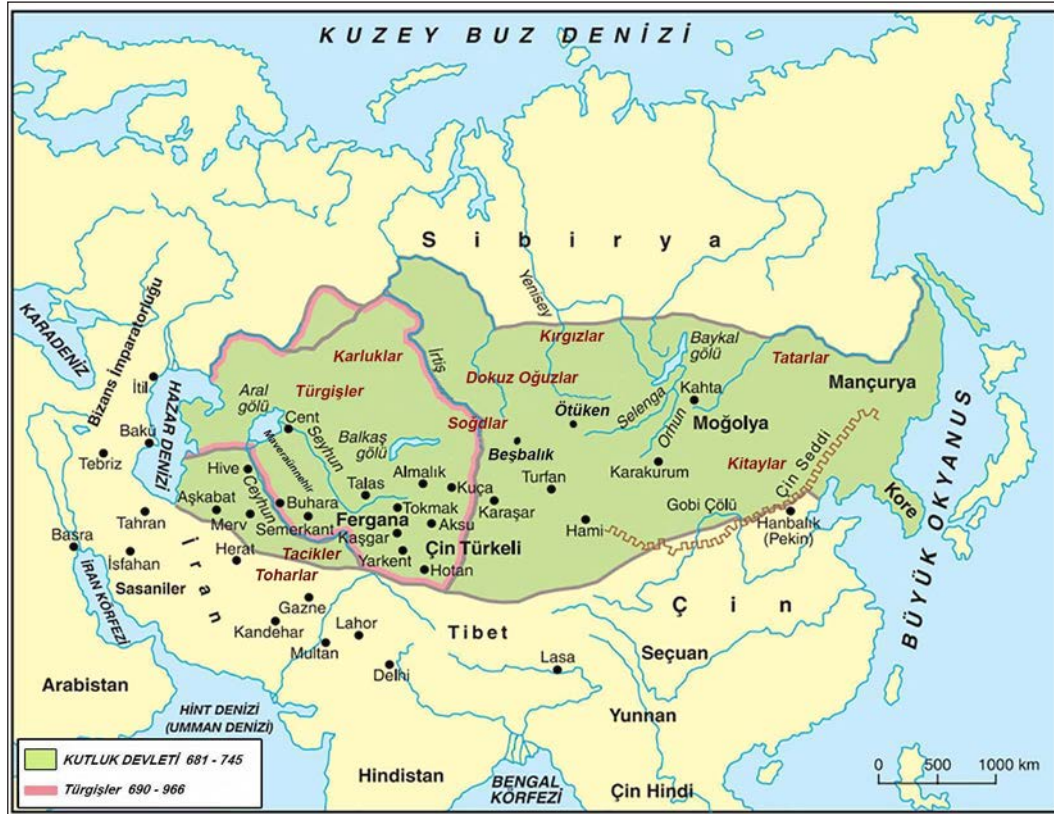 KUZEY BUZ DENİZİ
Sibirya
Yenisey
KARADENİZ
Bizans İmparatorluğu
İtil
HAZAR DENİZİ
Bakü
Tebriz
Karluklar
İrtiş
Kırgızlar
Baykal
gölü
Tatarlar
Aral
gölü
Türgişler
Dokuz Oğuzlar
Kahta
Mançurya
Cent
Seyhun
Maveraünnehir
Balkaş
gölü
Soğdlar
Ötüken
Selenga
Orhun
Moğolya
Beşbalık
Karakurum
Kitaylar
Çin Seddi
Hive
Ceyhun
Talas
Almalık
Kuça
Turfan
Karaşar
Aşkabat
Merv
Buhara
Semerkant
Fergana
Tokmak
Aksu
Hami
Gobi Çölü
Hanbalık
(Pekin)
Kore
BÜYÜK OKYANUS
Kaşgar
Çin Türkeli
Yarkent
Hotan
Basra
Tahran
İsfahan
Herat
Tacikler
Toharlar
İran
Sasaniler
İRAN KÖRFEZİ
Gazne
Kandehar
Lahor
Multan
Delhi
Tibet
Lasa
Çin
Seçuan
Arabistan
HİNT DENİZİ
(UMMAN DENİZİ)
Yunnan
Hindistan
BENGAL
KÖRFEZİ
Çin Hindi
KUTLUK DEVLETİ 681 - 745
Türgişler 690 - 966
0 500 1000 km